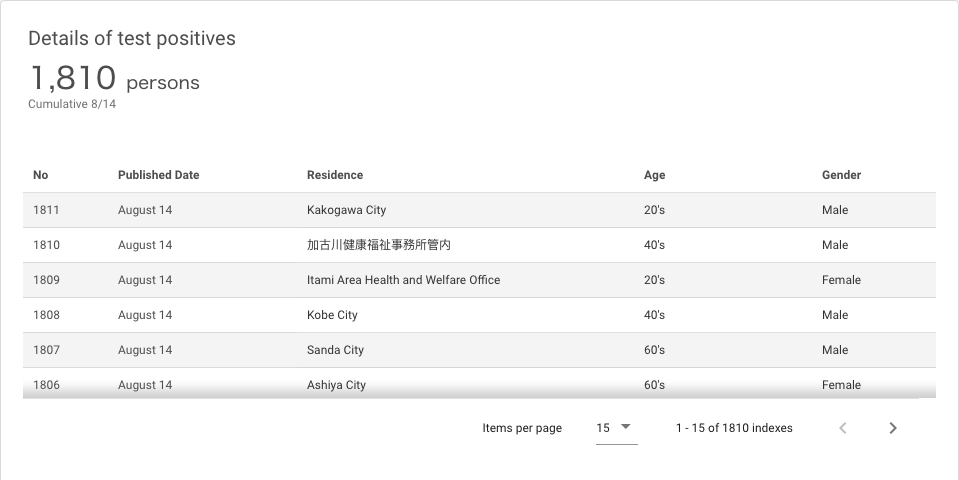 Details of test positives
1,810 persons
Cumulative 8/14
No Published Date Residence Age Gender
1811 August 14 Kakogawa City 20's Male
1810 August 14 加古川健康福祉事務所管内 40's Male
1809 August 14 Itami Area Health and Welfare Office 20's Female
1808 August 14 Kobe City 40's Male
1807 August 14 Sanda City 60's Male
1806 August 14 Ashiya City 60's Female
Items per page 15 1 - 15 of 1810 indexes